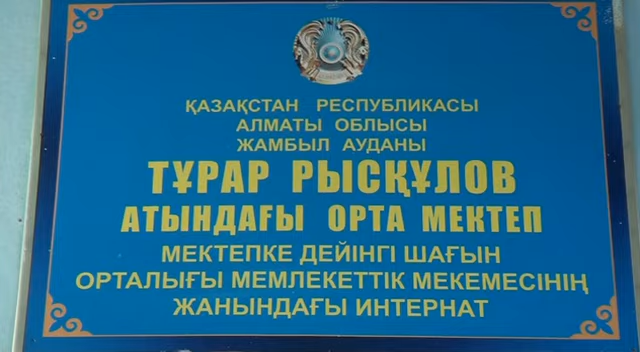 ҚАЗАҚСТАН РЕСПУБЛИКАСЫ
АЛМАТЫ ОБЛЫСЫ
ЖАМБЫЛ АУДАНЫ
ТҰРАР РЫСҚҰЛОВ
АТЫНДАҒЫ ОРТА МЕКТЕП
МЕКТЕПКЕ ДЕЙІНГІ ШАҒЫН
ОРТАЛЫҒЫ МЕМЛЕКЕТТІК МЕКЕМЕСІНІҢ
ЖАНЫНДАҒЫ ИНТЕРНАТ